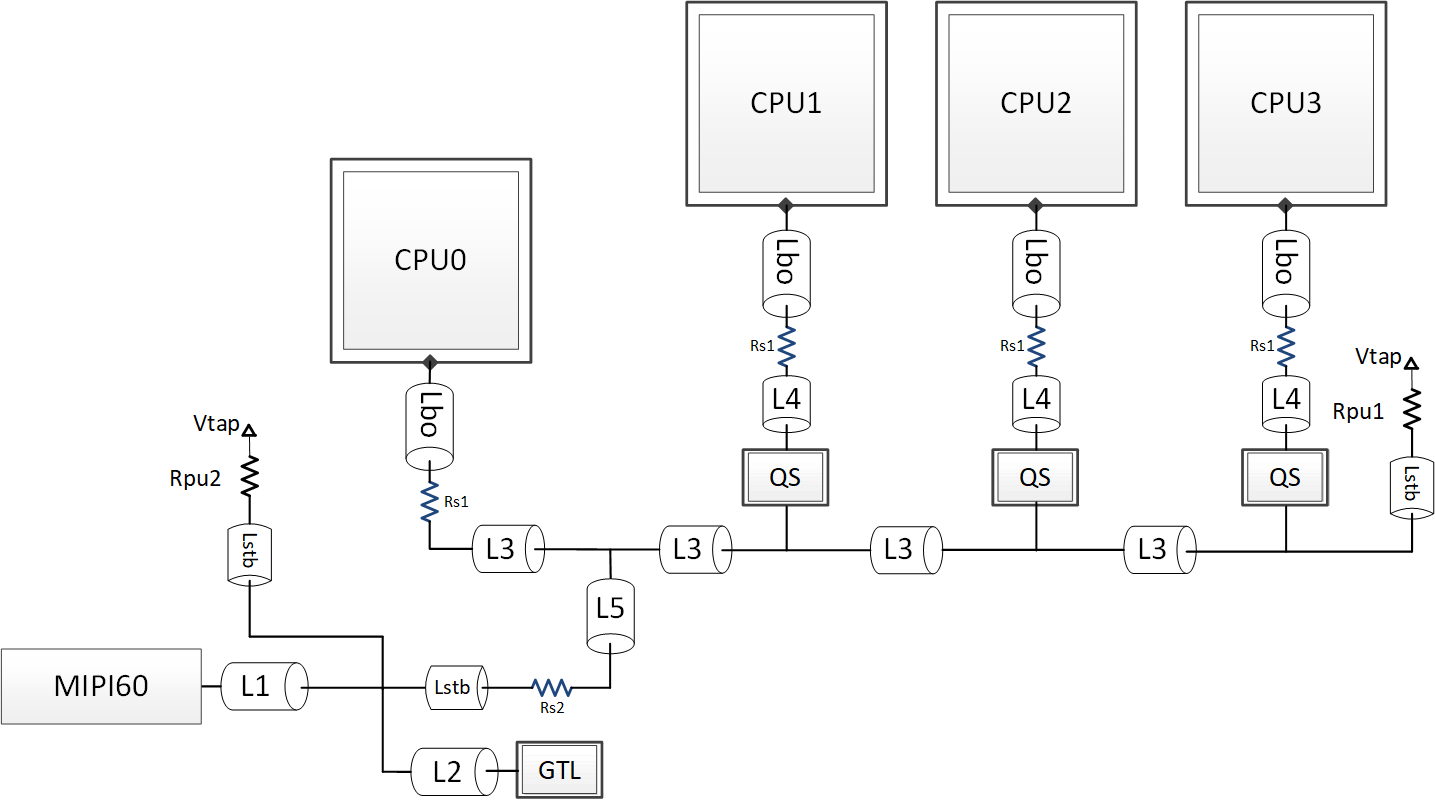 CPU1
CPU2
CPU3
CPU0
Lbo
Lbo
Lbo
Rs1
Rs1
Rs1
Vtap
L4
L4
L4
Rpu1
Lbo
Vtap
Rpu2
QS
QS
QS
Lstb
Rs1
Lstb
L3
L3
L3
L3
L5
MIPI60
L1
Lstb
Rs2
L2
GTL